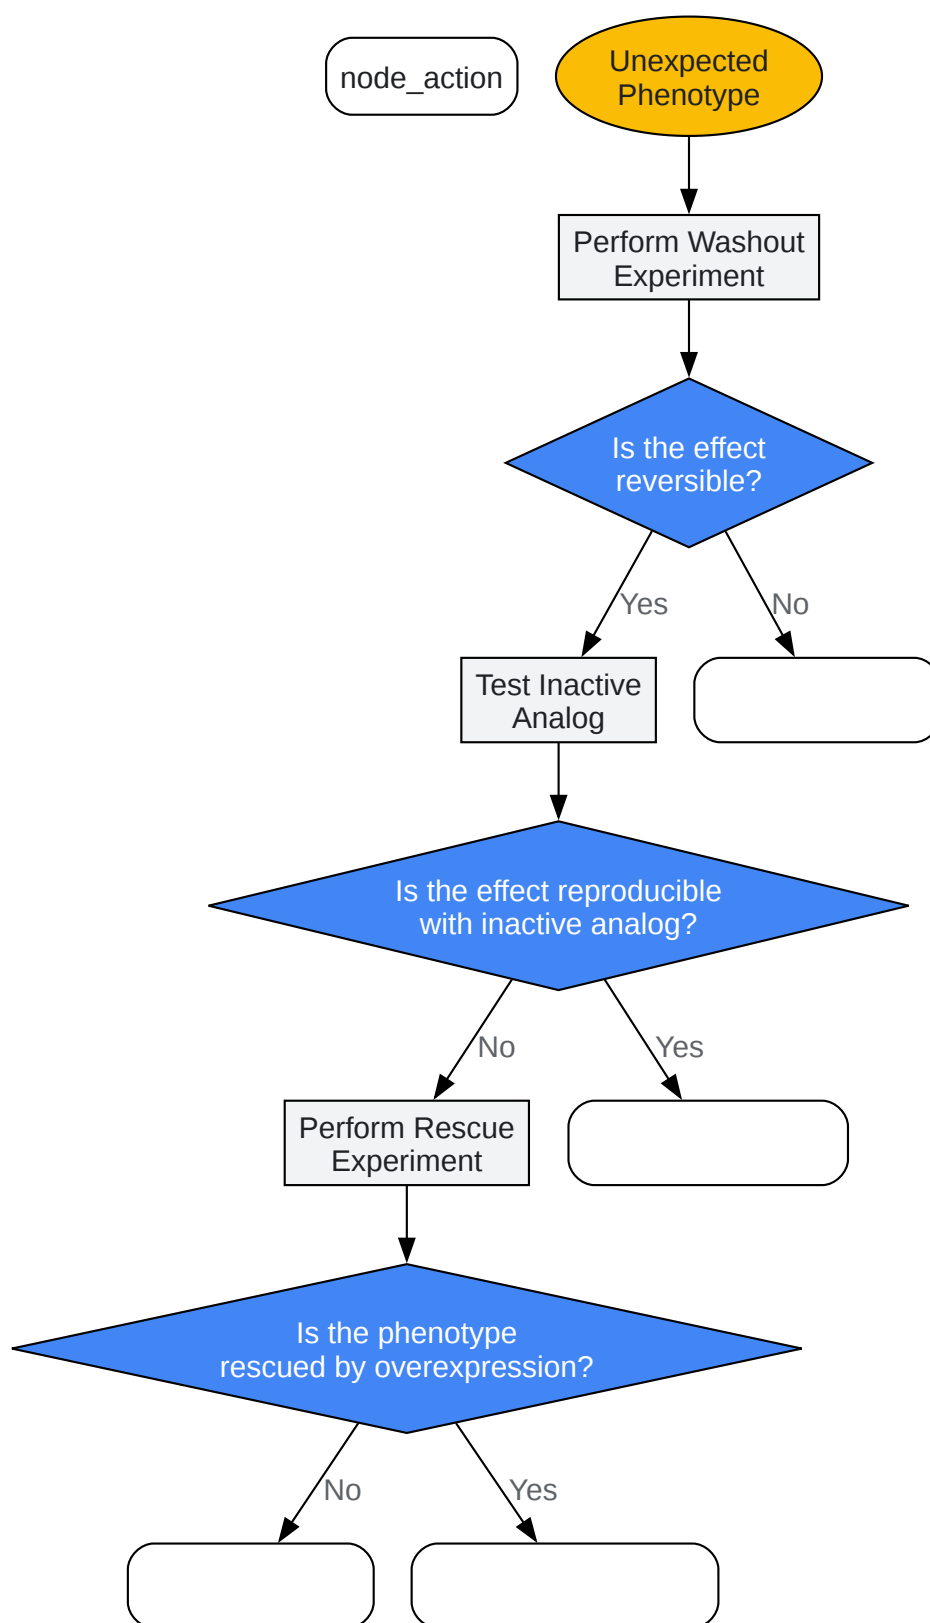 node_action
Unexpected
Phenotype
Perform Washout
Experiment
Is the effect
reversible?
Yes
No
Test Inactive
Analog
Is the effect reproducible
with inactive analog?
No
Yes
Perform Rescue
Experiment
Is the phenotype
rescued by overexpression?
No
Yes